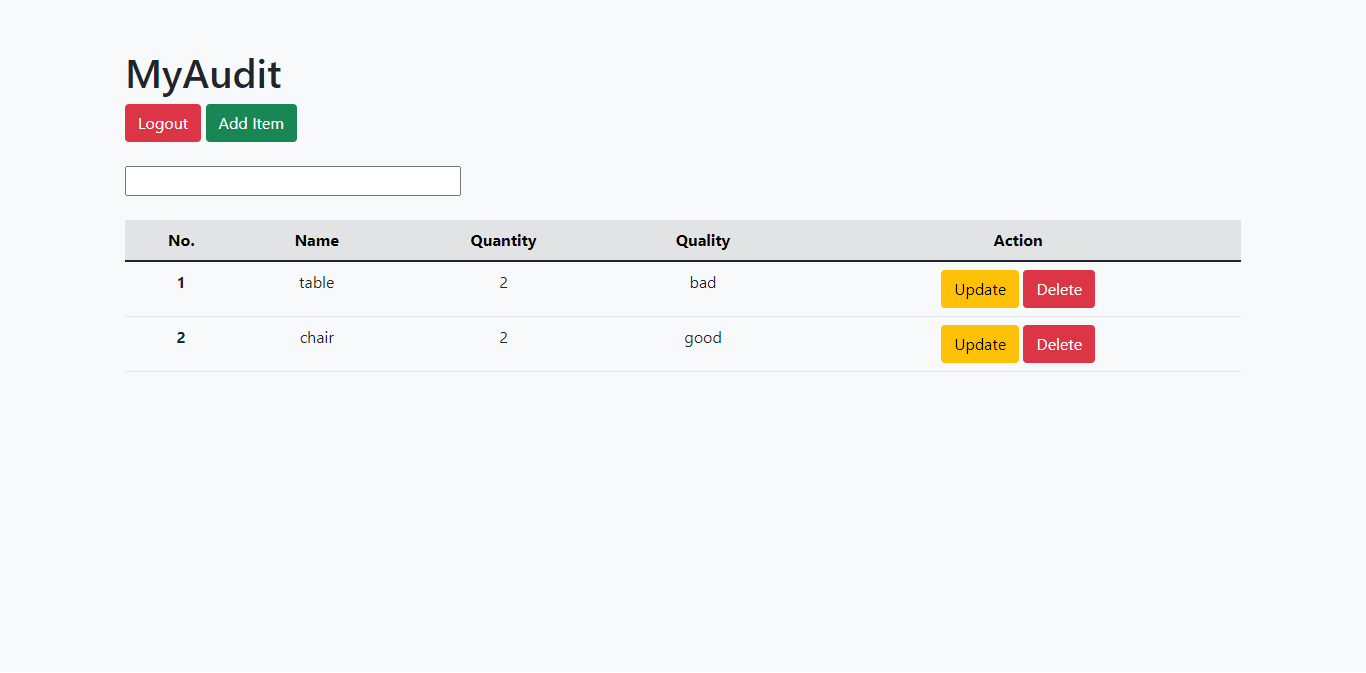 MyAudit
Logout Add Item
No. Name Quantity Quality Action
1 table 2 bad Update Delete
2 chair 2 good Update Delete